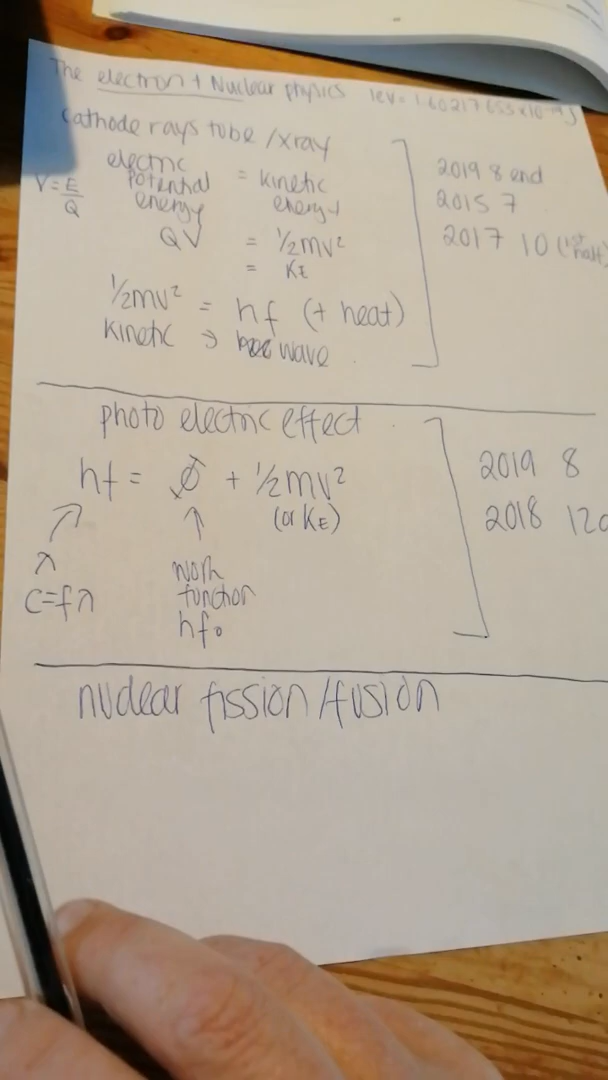 The electron + Nuclear physics 1eV = 1.60217653 x 10⁻¹⁹ J
cathode rays tube / xray
electric potential energy = kinetic energy
V = E/Q
QV = ½mv²
= KE
½mv² = hf (+ heat)
kinetic → wave
2019 8 end
2015 7
2017 10 (1st half)
photo electric effect
hf = Ø + ½mv²
(or KE)
λ
c = fλ
work
function
hf₀
2019 8
2018 12
nuclear fission/fusion